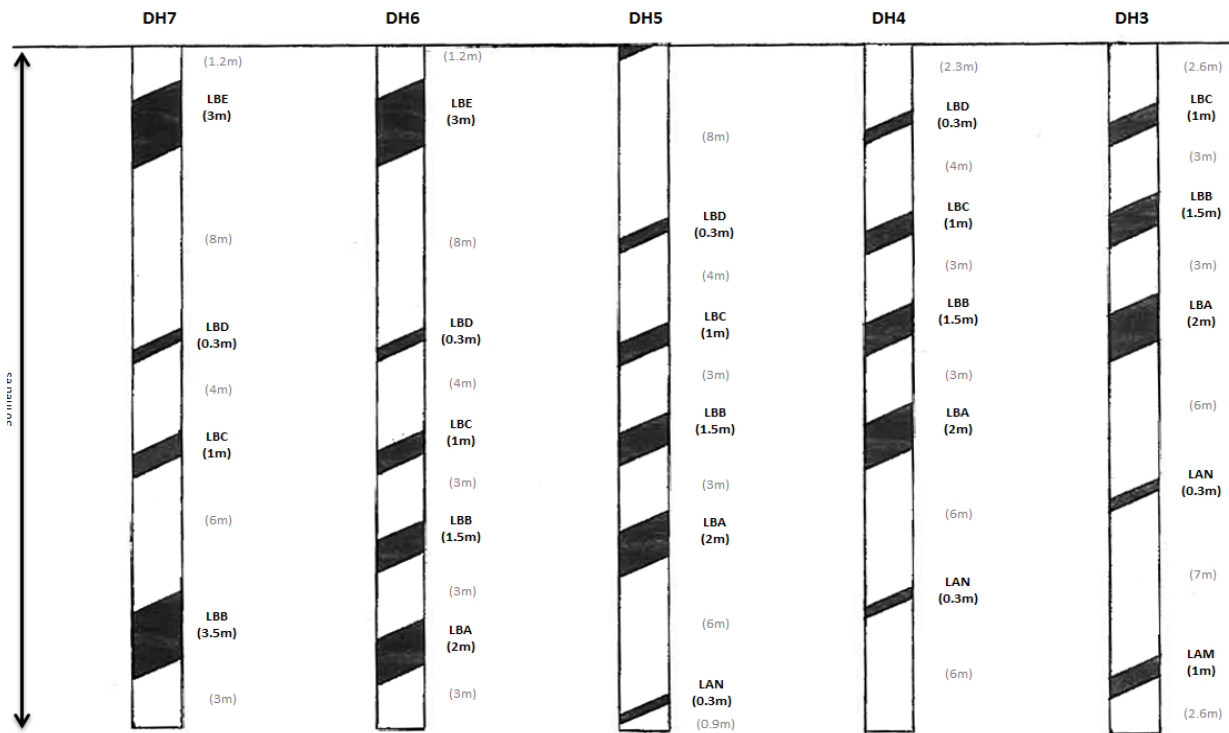 DH7
DH6
DH5
DH4
DH3
(1.2m)
LBE
(3m)
(8m)
LBD
(0.3m)
(4m)
LBC
(1m)
(6m)
LBB
(3.5m)
(3m)
(1.2m)
LBE
(3m)
(8m)
LBD
(0.3m)
(4m)
LBC
(1m)
(3m)
LBB
(1.5m)
(3m)
LBA
(2m)
(3m)
(8m)
LBD
(0.3m)
(4m)
LBC
(1m)
(3m)
LBB
(1.5m)
(3m)
LBA
(2m)
(6m)
LAN
(0.3m)
(0.9m)
(2.3m)
LBD
(0.3m)
(4m)
LBC
(1m)
(3m)
LBB
(1.5m)
(3m)
LBA
(2m)
(6m)
LAN
(0.3m)
(6m)
(2.6m)
LBC
(1m)
(3m)
LBB
(1.5m)
(3m)
LBA
(2m)
(6m)
LAN
(0.3m)
(7m)
LAM
(1m)
(2.6m)
metres